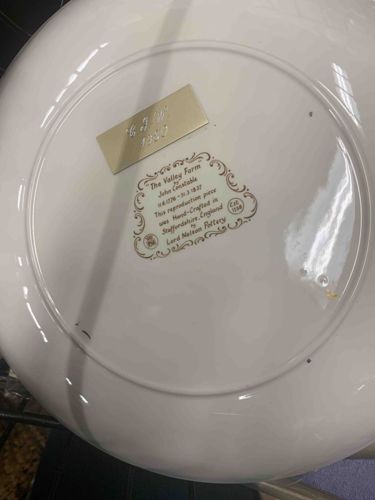 The Valley Farm
by
John Constable
11.6.1776 - 31.3.1837
This reproduction piece
was Hand-Crafted in
Staffordshire, England
by
Lord Nelson Pottery